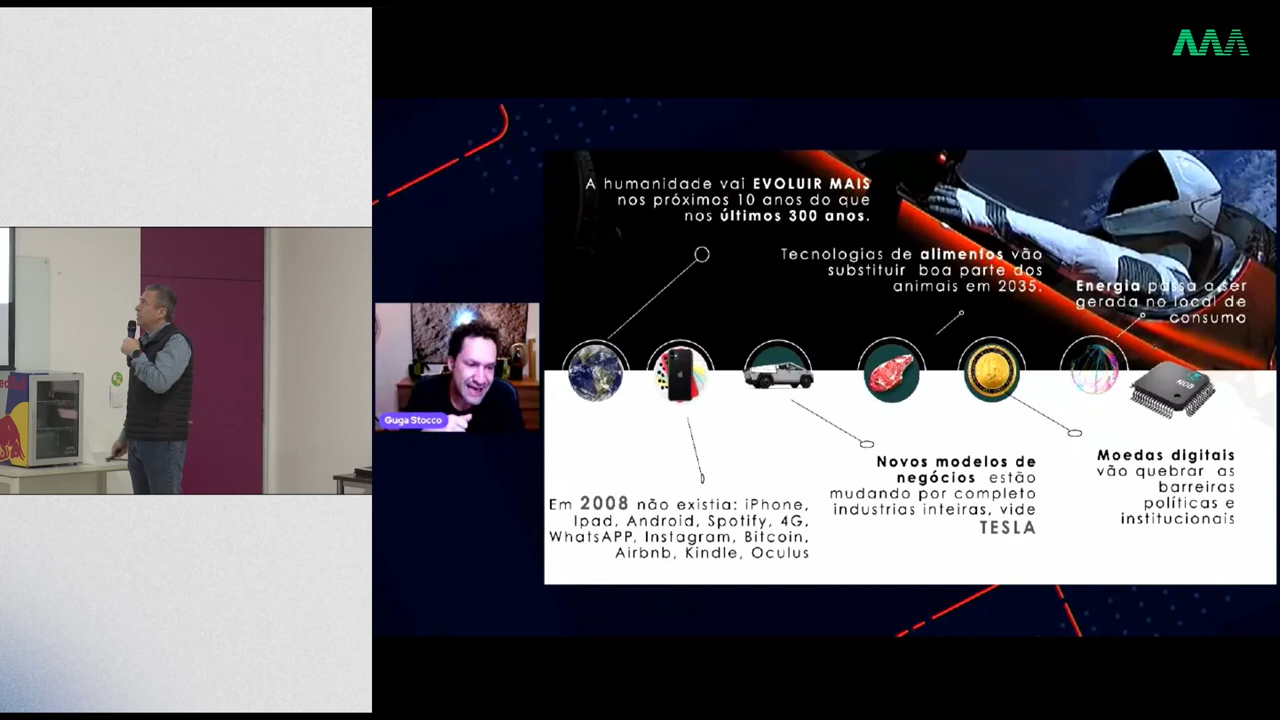 A humanidade vai EVOLUIR MAIS
nos próximos 10 anos do que
nos últimos 300 anos.
Tecnologias de alimentos vão
substituir boa parte dos
animais em 2035.
Energia passa a ser
gerada no local de
consumo
Guga Stocco
Em 2008 não existia: iPhone,
Ipad, Android, Spotify, 4G,
WhatsAPP, Instagram, Bitcoin,
Airbnb, Kindle, Oculus
Novos modelos de
negócios estão
mudando por completo
industrias inteiras, vide
TESLA
Moedas digitais
vão quebrar as
barreiras
políticas e
institucionais